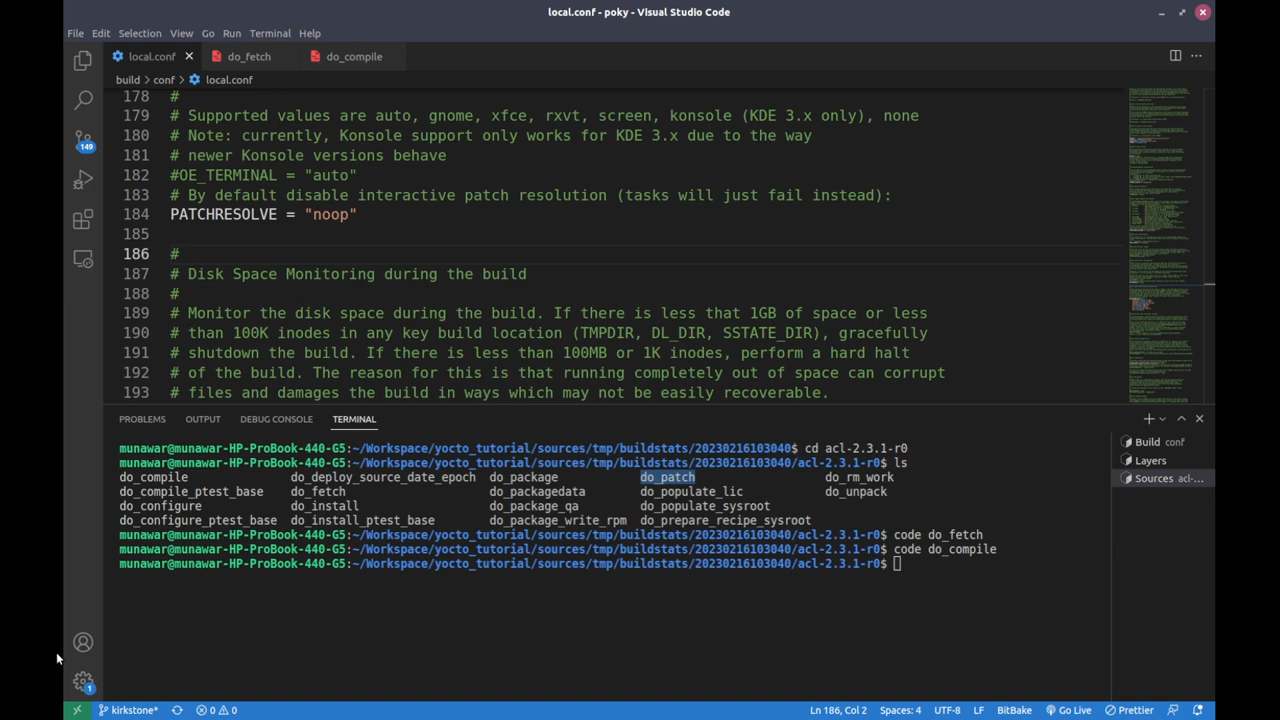 local.conf - poky - Visual Studio Code
File Edit Selection View Go Run Terminal Help
local.conf do_fetch do_compile
build > conf > local.conf
178 #
179 # Supported values are auto, gnome, xfce, rxvt, screen, konsole (KDE 3.x only), none
180 # Note: currently, Konsole support only works for KDE 3.x due to the way
181 # newer Konsole versions behave
182 #OE_TERMINAL = "auto"
183 # By default disable interactive patch resolution (tasks will just fail instead):
184 PATCHRESOLVE = "noop"
185
186 #
187 # Disk Space Monitoring during the build
188 #
189 # Monitor the disk space during the build. If there is less that 1GB of space or less
190 # than 100K inodes in any key build location (TMPDIR, DL_DIR, SSTATE_DIR), gracefully
191 # shutdown the build. If there is less than 100MB or 1K inodes, perform a hard halt
192 # of the build. The reason for this is that running completely out of space can corrupt
193 # files and damages the build in ways which may not be easily recoverable.
149
PROBLEMS OUTPUT DEBUG CONSOLE TERMINAL
munawar@munawar-HP-ProBook-440-G5:~/Workspace/yocto_tutorial/sources/tmp/buildstats/20230216103040$ cd acl-2.3.1-r0
munawar@munawar-HP-ProBook-440-G5:~/Workspace/yocto_tutorial/sources/tmp/buildstats/20230216103040/acl-2.3.1-r0$ ls
do_compile do_deploy_source_date_epoch do_package do_patch do_rm_work
do_compile_ptest_base do_fetch do_packagedata do_populate_lic do_unpack
do_configure do_install do_package_qa do_populate_sysroot
do_configure_ptest_base do_install_ptest_base do_package_write_rpm do_prepare_recipe_sysroot
munawar@munawar-HP-ProBook-440-G5:~/Workspace/yocto_tutorial/sources/tmp/buildstats/20230216103040/acl-2.3.1-r0$ code do_fetch
munawar@munawar-HP-ProBook-440-G5:~/Workspace/yocto_tutorial/sources/tmp/buildstats/20230216103040/acl-2.3.1-r0$ code do_compile
munawar@munawar-HP-ProBook-440-G5:~/Workspace/yocto_tutorial/sources/tmp/buildstats/20230216103040/acl-2.3.1-r0$
Build conf
Layers
Sources acl-...
1
kirkstone* 0 0 Ln 186, Col 2 Spaces: 4 UTF-8 LF BitBake Go Live Prettier